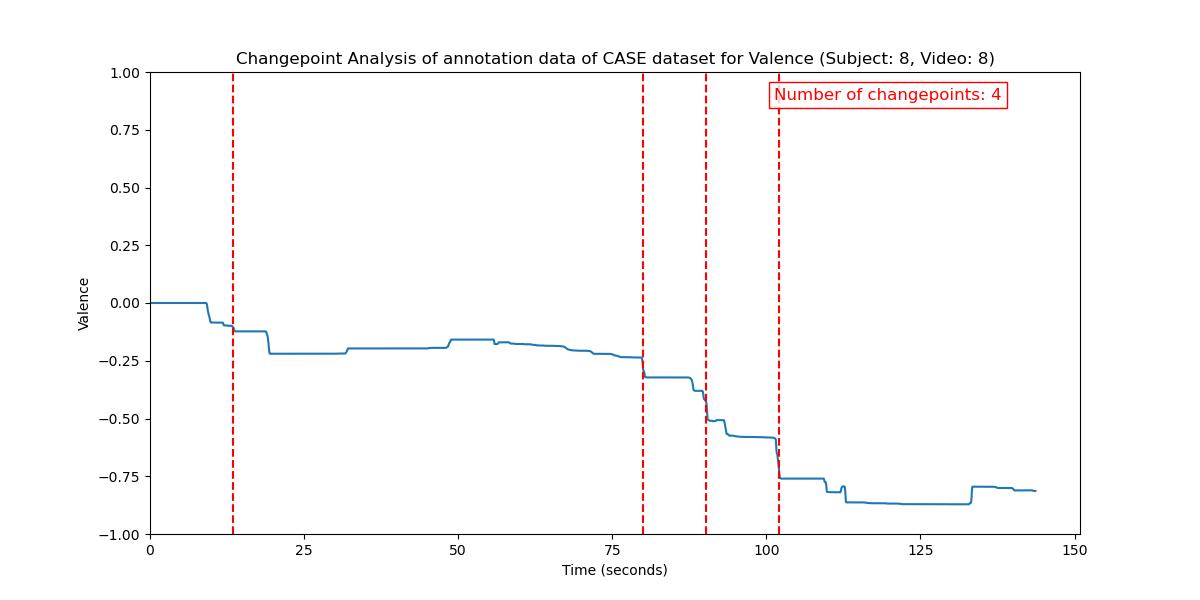 Changepoint Analysis of annotation data of CASE dataset for Valence (Subject: 8, Video: 8)
Number of changepoints: 4
1.00
0.75
0.50
0.25
0.00
−0.25
−0.50
−0.75
−1.00
Valence
0 25 50 75 100 125 150
Time (seconds)